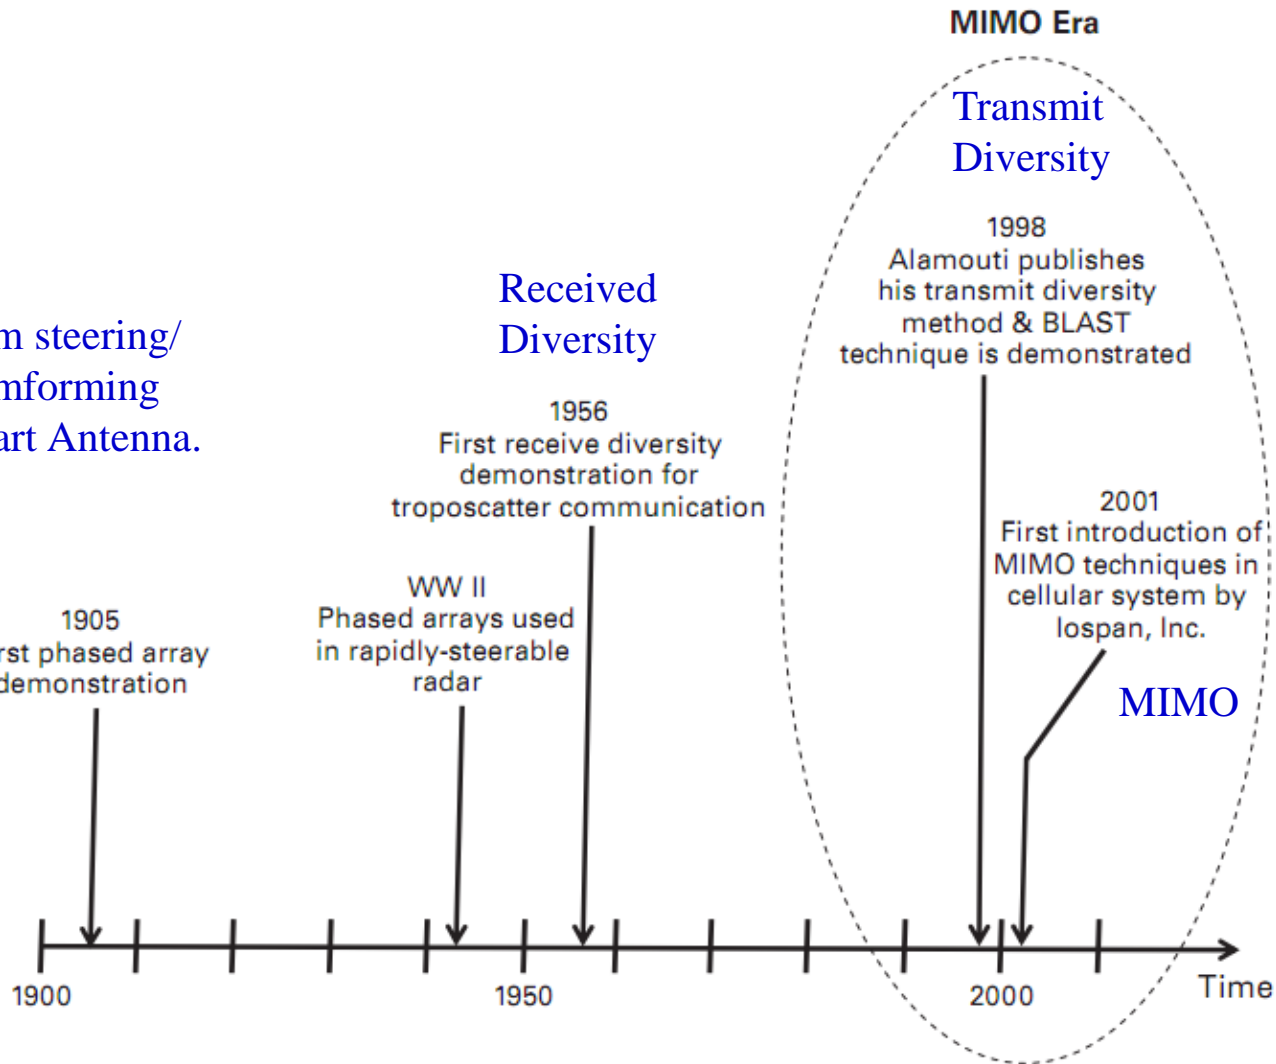 MIMO Era
Transmit
Diversity
1998
Alamouti publishes
his transmit diversity
method & BLAST
technique is demonstrated
Received
Diversity
steering/
art Antenna.
1956
First receive diversity
demonstration for
troposcatter communication
2001
First introduction of
MIMO techniques in
cellular system by
Iospan, Inc.
WW II
Phased arrays used
in rapidly-steerable
radar
1905
phased array
demonstration
MIMO
1900
1950
2000
Time